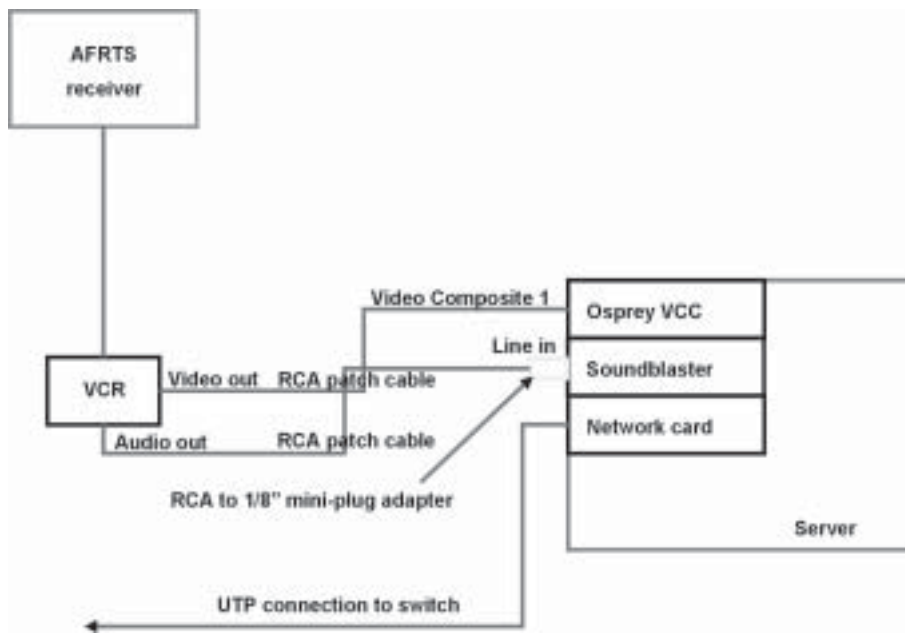 AFRTS
receiver
Video Composite 1
Osprey VCC
Line in
Soundblaster
VCR
Video out
RCA patch cable
Network card
Audio out
RCA patch cable
RCA to 1/8” mini-plug adapter
Server
UTP connection to switch